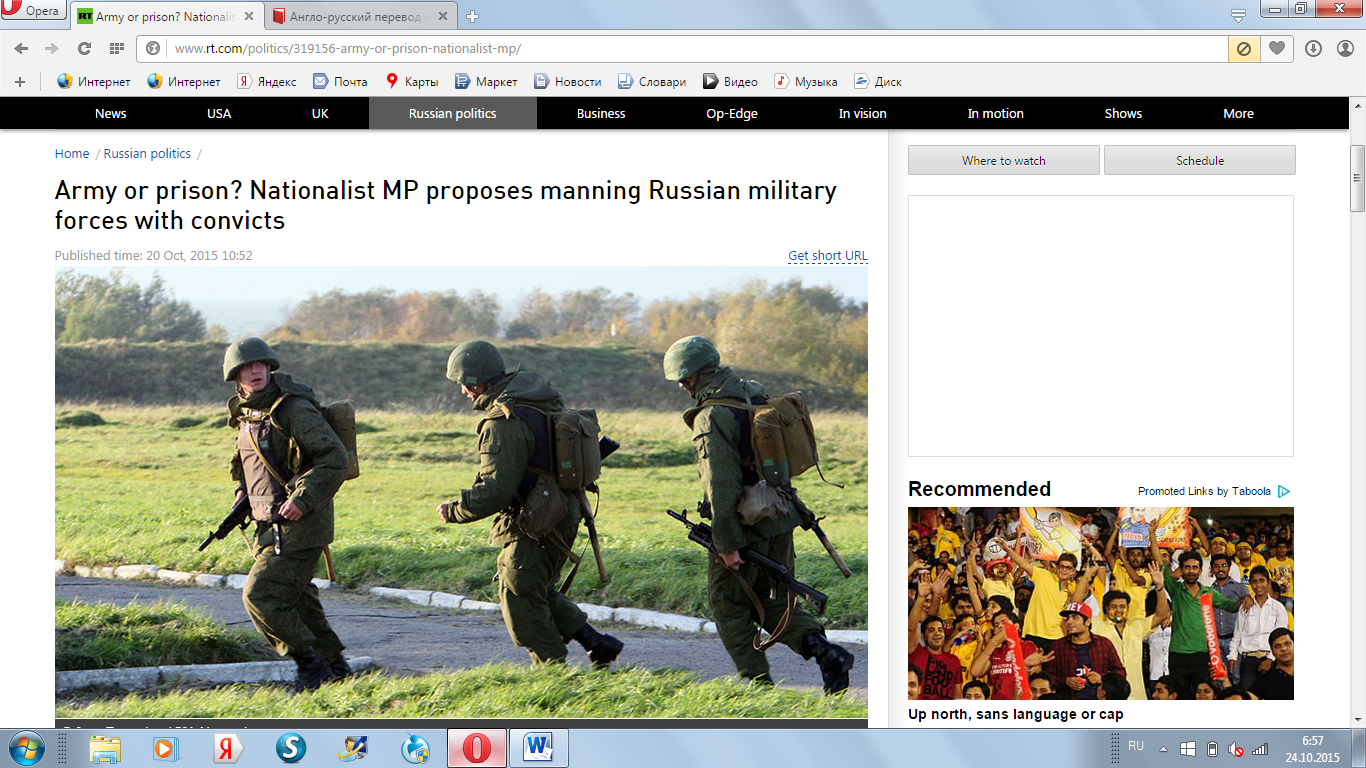 Opera
RT Army or prison? Nationalis
Англо-русский перевод
www.rt.com/politics/319156-army-or-prison-nationalist-mp/
Интернет
Интернет
Яндекс
Почта
Карты
Маркет
Новости
Словари
Видео
Музыка
Диск
News
USA
UK
Russian politics
Business
Op-Edge
In vision
In motion
Shows
More
Home / Russian politics /
Army or prison? Nationalist MP proposes manning Russian military
forces with convicts
Published time: 20 Oct, 2015 10:52
Get short URL
Where to watch
Schedule
Recommended
Promoted Links by Taboola
HEY
Up north, sans language or cap
RU
6:57
24.10.2015